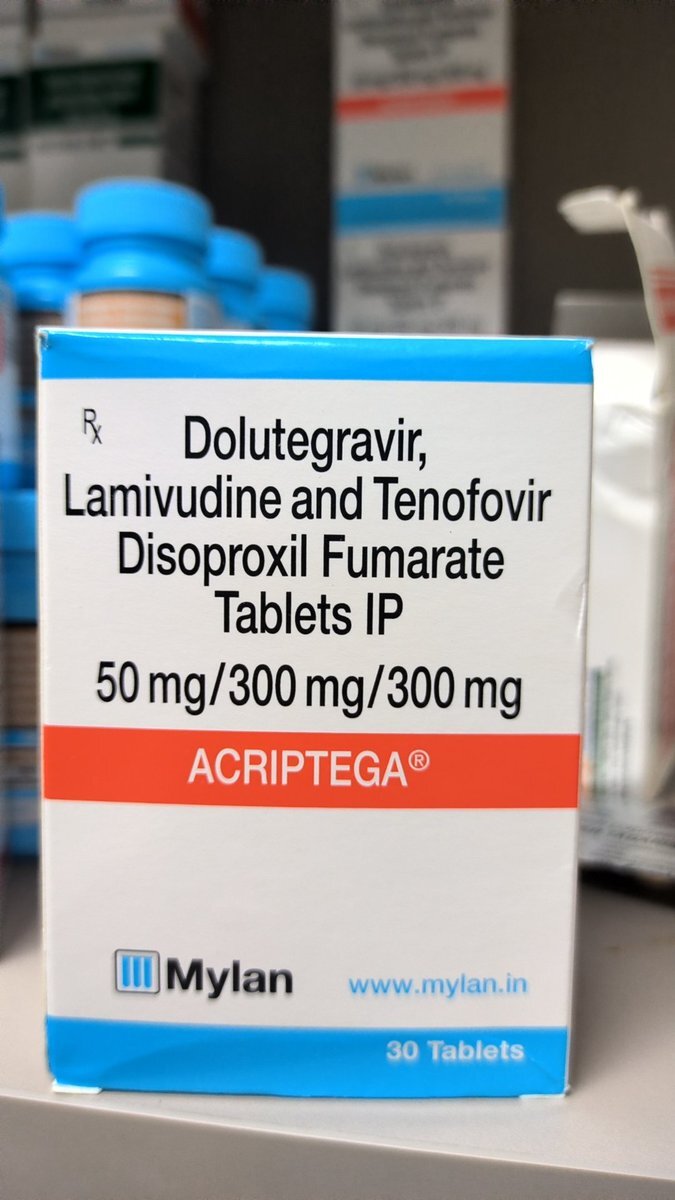 Rx
Dolutegravir,
Lamivudine and Tenofovir
Disoproxil Fumarate
Tablets IP
50 mg/300 mg/300 mg
ACRIPTEGA®
Mylan
www.mylan.in
30 Tablets